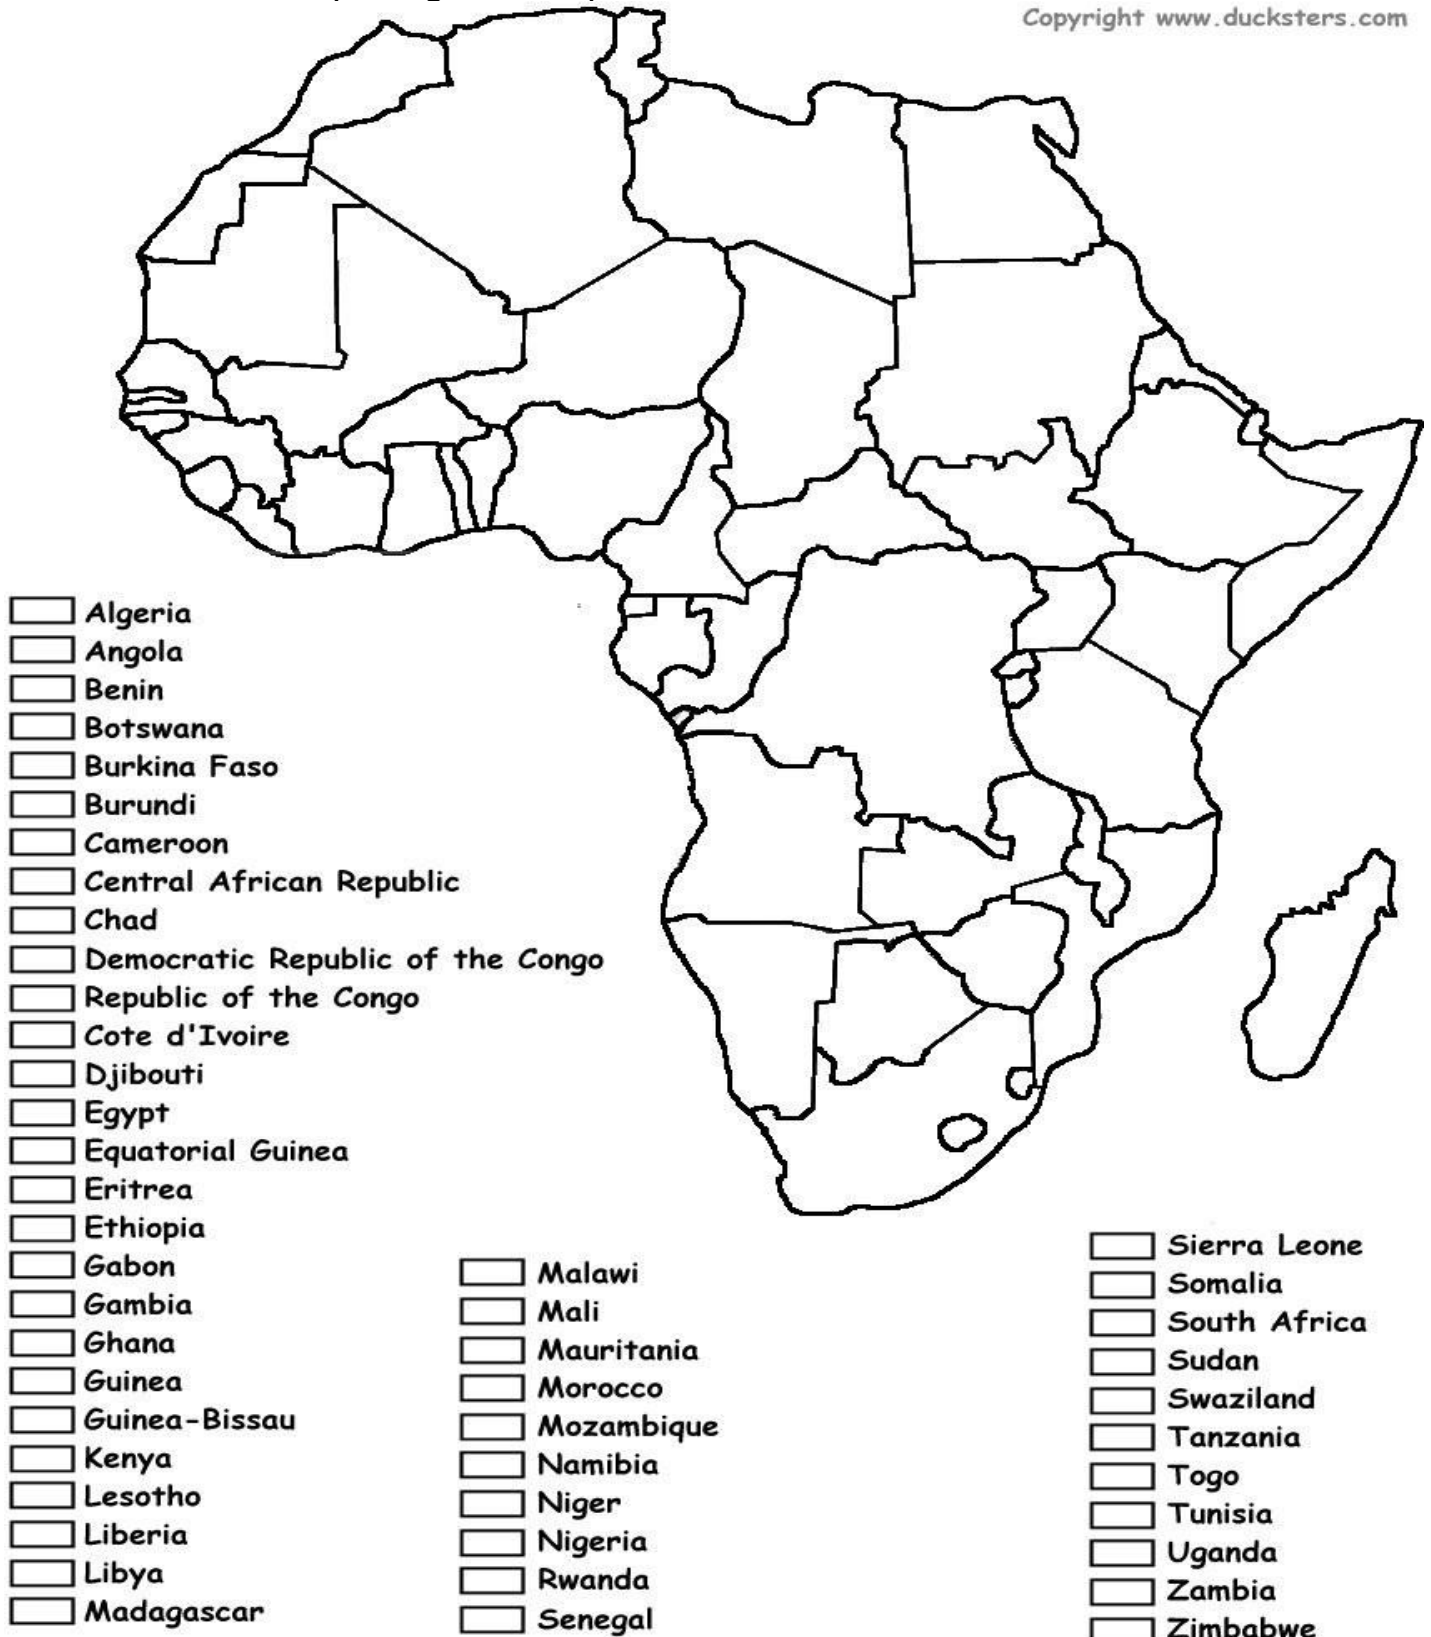 Copyright www.ducksters.com
Algeria
Angola
Benin
Botswana
Burkina Faso
Burundi
Cameroon
Central African Republic
Chad
Democratic Republic of the Congo
Republic of the Congo
Cote d'Ivoire
Djibouti
Egypt
Equatorial Guinea
Eritrea
Ethiopia
Gabon
Gambia
Ghana
Guinea
Guinea-Bissau
Kenya
Lesotho
Liberia
Libya
Madagascar
Malawi
Mali
Mauritania
Morocco
Mozambique
Namibia
Niger
Nigeria
Rwanda
Senegal
Sierra Leone
Somalia
South Africa
Sudan
Swaziland
Tanzania
Togo
Tunisia
Uganda
Zambia
Zimbabwe